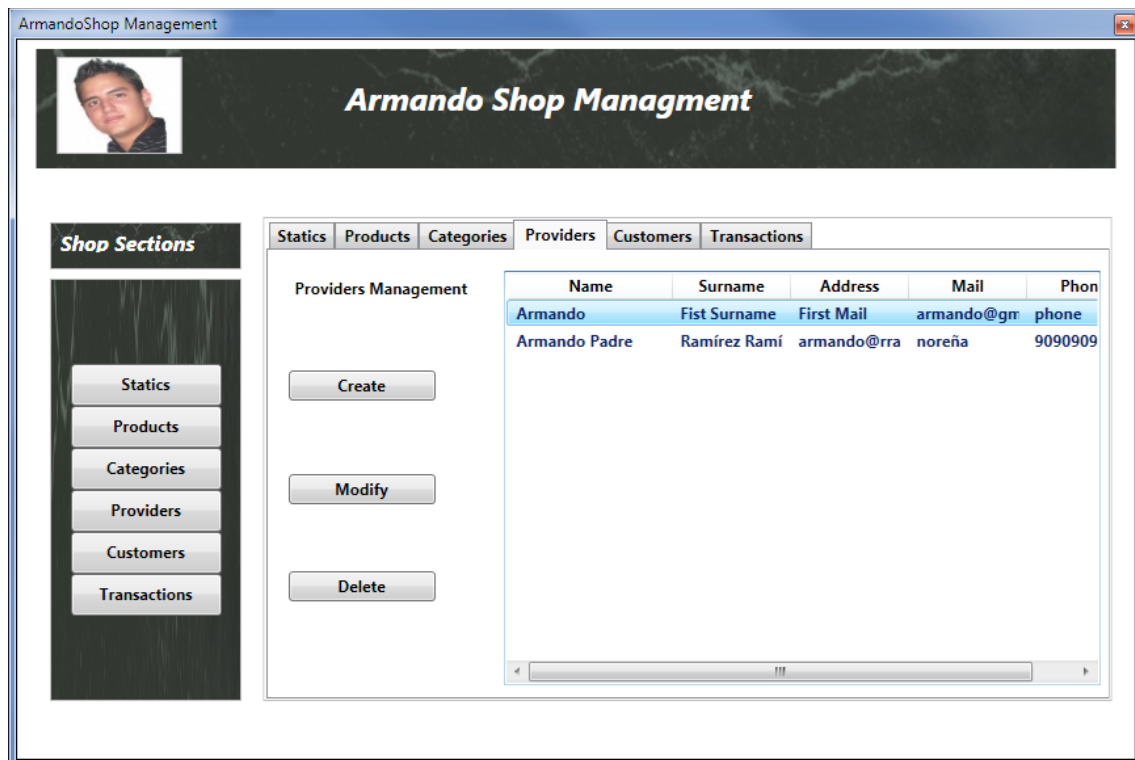 ArmandoShop Management
Armando Shop Managment
Shop Sections
Statics
Products
Categories
Providers
Customers
Transactions
Statics Products Categories Providers Customers Transactions
Providers Management
Create
Modify
Delete
Name Surname Address Mail Phon
Armando Fist Surname First Mail armando@gm phone
Armando Padre Ramírez Ramí armando@rra noreña 9090909